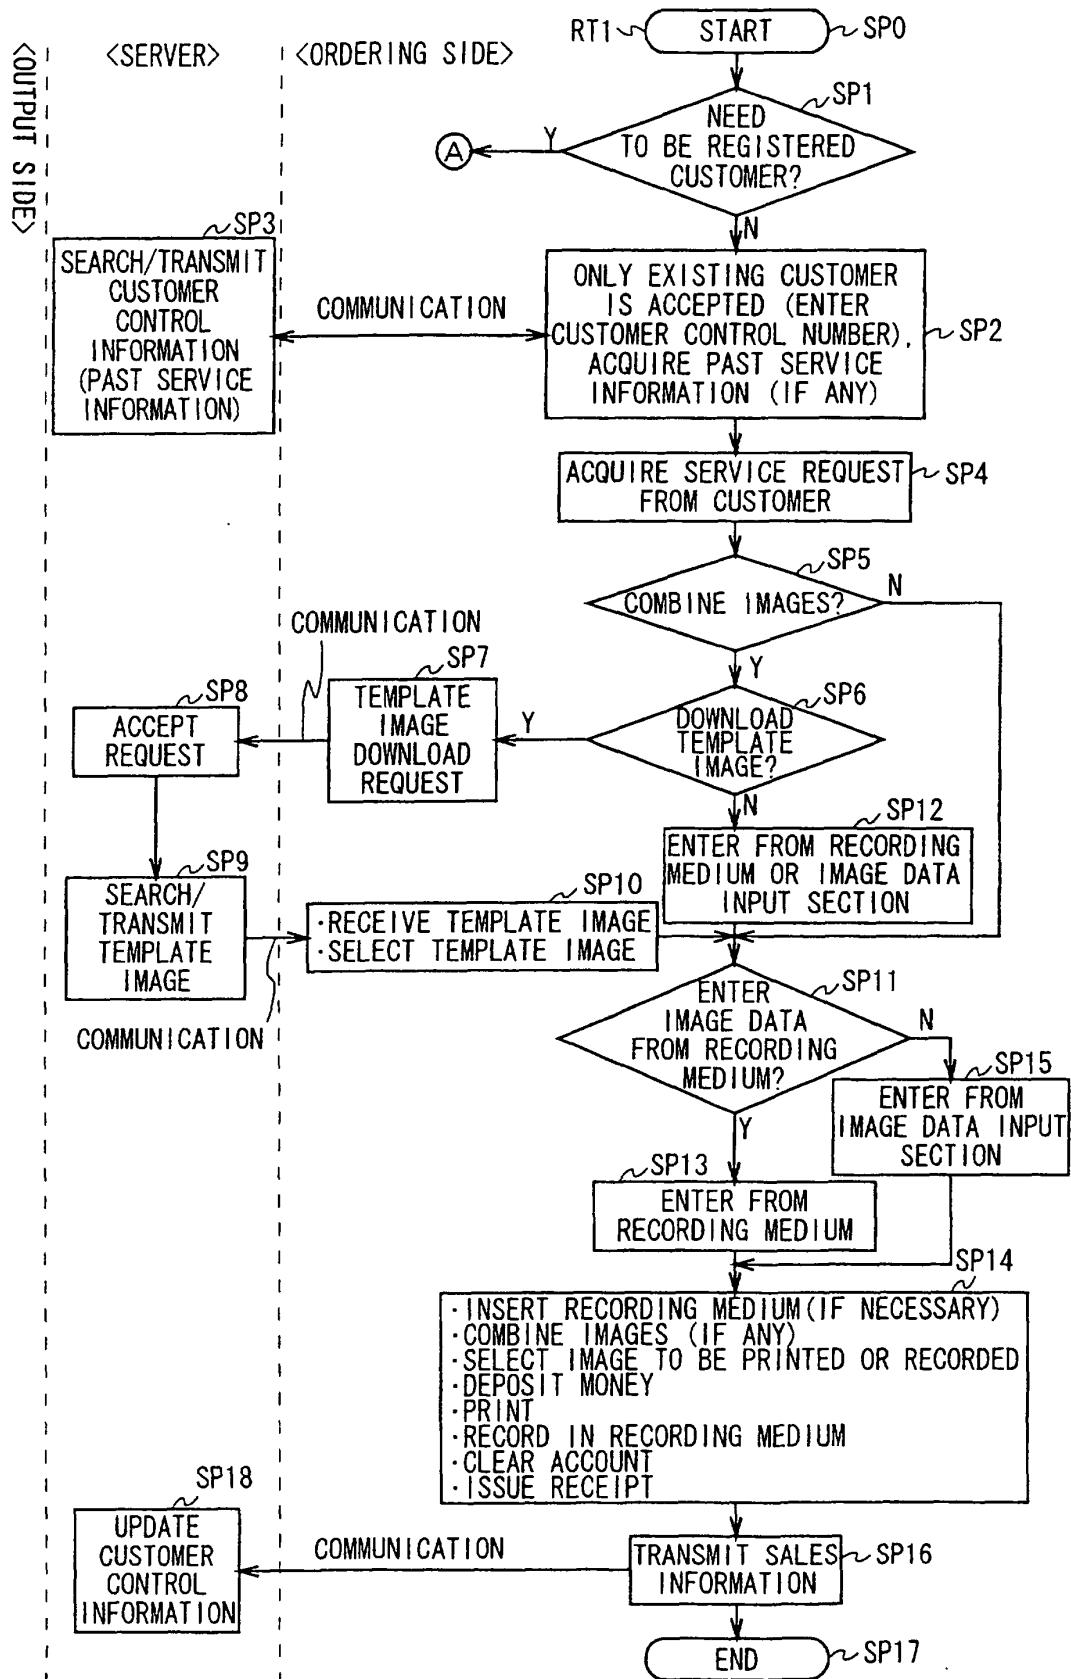 RT1
START
SP0
<OUTPUT SIDE>
<SERVER>
<ORDERING SIDE>
SP1
NEED
TO BE REGISTERED
CUSTOMER?
Y
A
N
SP3
SEARCH/TRANSMIT
CUSTOMER
CONTROL
INFORMATION
(PAST SERVICE
INFORMATION)
COMMUNICATION
ONLY EXISTING CUSTOMER
IS ACCEPTED (ENTER
CUSTOMER CONTROL NUMBER),
ACQUIRE PAST SERVICE
INFORMATION (IF ANY)
SP2
ACQUIRE SERVICE REQUEST
FROM CUSTOMER
SP4
SP5
COMBINE IMAGES?
N
Y
COMMUNICATION
SP6
DOWNLOAD
TEMPLATE
IMAGE?
Y
N
SP7
TEMPLATE
IMAGE
DOWNLOAD
REQUEST
SP8
ACCEPT
REQUEST
SP12
ENTER FROM RECORDING
MEDIUM OR IMAGE DATA
INPUT SECTION
SP9
SEARCH/
TRANSMIT
TEMPLATE
IMAGE
COMMUNICATION
SP10
·RECEIVE TEMPLATE IMAGE
·SELECT TEMPLATE IMAGE
SP11
ENTER
IMAGE DATA
FROM RECORDING
MEDIUM?
N
Y
SP15
ENTER FROM
IMAGE DATA INPUT
SECTION
SP13
ENTER FROM
RECORDING MEDIUM
SP14
·INSERT RECORDING MEDIUM(IF NECESSARY)
·COMBINE IMAGES (IF ANY)
·SELECT IMAGE TO BE PRINTED OR RECORDED
·DEPOSIT MONEY
·PRINT
·RECORD IN RECORDING MEDIUM
·CLEAR ACCOUNT
·ISSUE RECEIPT
SP18
UPDATE
CUSTOMER
CONTROL
INFORMATION
COMMUNICATION
TRANSMIT SALES
INFORMATION
SP16
END
SP17